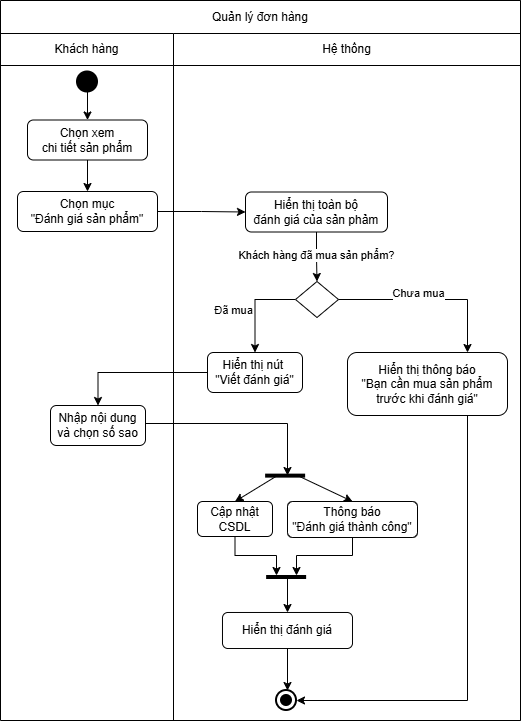 Quản lý đơn hàng
Khách hàng
Hệ thống
Chọn xem
chi tiết sản phẩm
Chọn mục
"Đánh giá sản phẩm"
Hiển thị toàn bộ
đánh giá của sản phảm
Khách hàng đã mua sản phẩm?
Đã mua
Chưa mua
Hiển thị nút
"Viết đánh giá"
Hiển thị thông báo
"Bạn cần mua sản phẩm
trước khi đánh giá"
Nhập nội dung
và chọn số sao
Cập nhật
CSDL
Thông báo
"Đánh giá thành công"
Hiển thị đánh giá